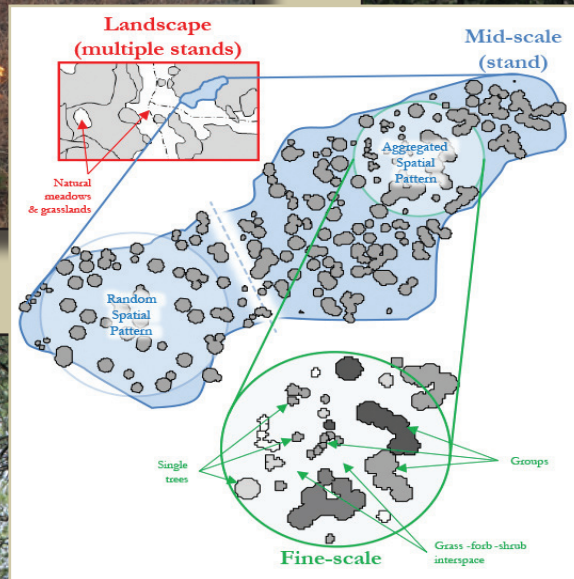 Landscape
(multiple stands)
Mid-scale
(stand)
Natural
meadows
& grasslands
Aggregated
Spatial
Pattern
Random
Spatial
Pattern
Single
trees
Groups
Grass -forb -shrub
interspace
Fine-scale